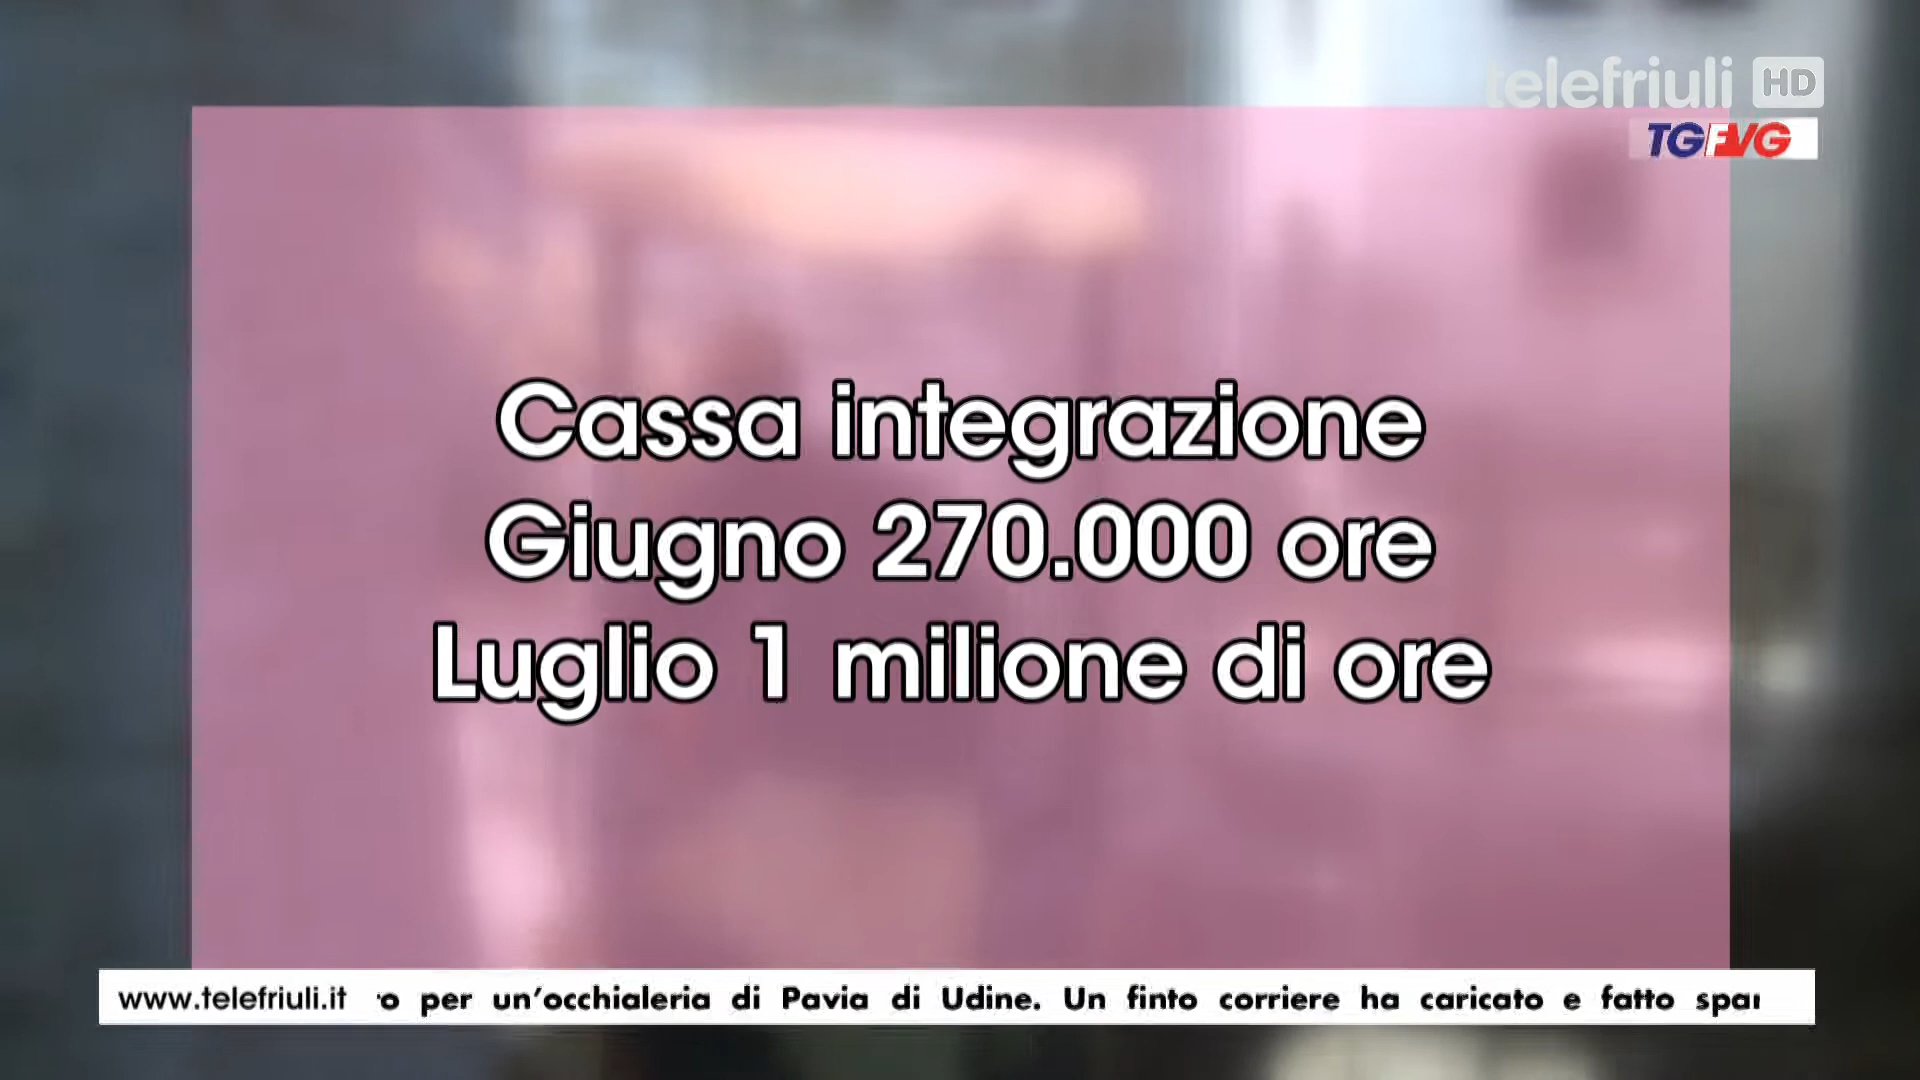 telefriuli HD
TGFVG
Cassa integrazione
Giugno 270.000 ore
Luglio 1 milione di ore
www.telefriuli.it per un'occhialeria di Pavia di Udine. Un finto corriere ha caricato e fatto